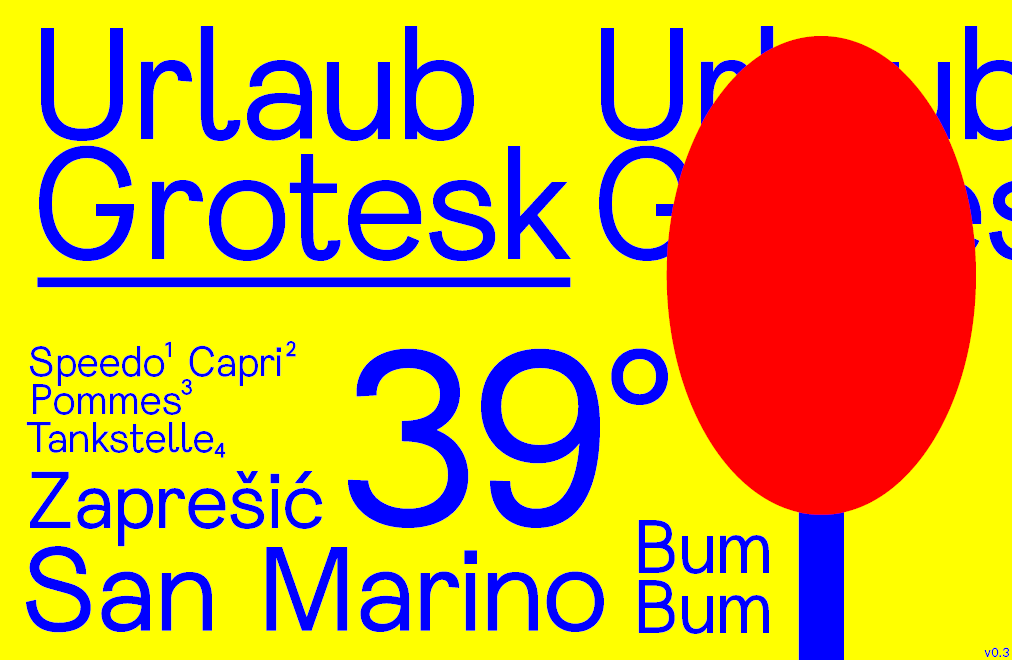 Urlaub
Grotesk
Speedo¹ Capri²
Pommes³
Tankstelle₄
39°
Zaprešić
San Marino
Bum
Bum
v0.3